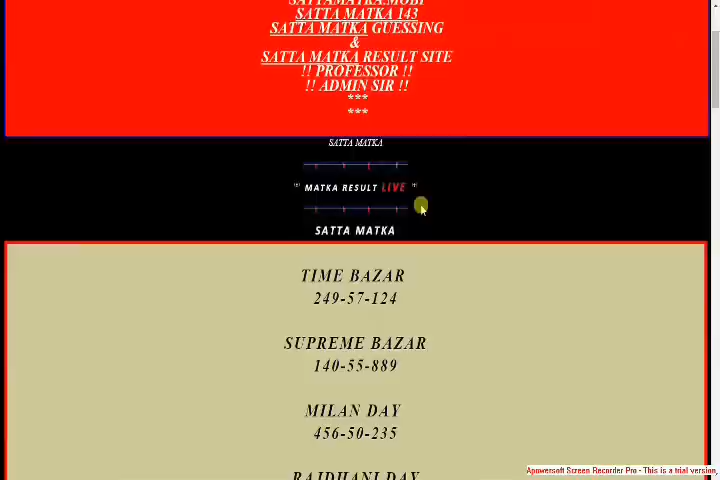 SATTAMATKA.MOBI
SATTA MATKA 143
SATTA MATKA GUESSING
&
SATTA MATKA RESULT SITE
!! PROFESSOR !!
!! ADMIN SIR !!
***
***
SATTA MATKA
"" MATKA RESULT LIVE ""
SATTA MATKA
TIME BAZAR
249-57-124
SUPREME BAZAR
140-55-889
MILAN DAY
456-50-235
RAJDHANI DAY
Apowersoft Screen Recorder Pro - This is a trial version,